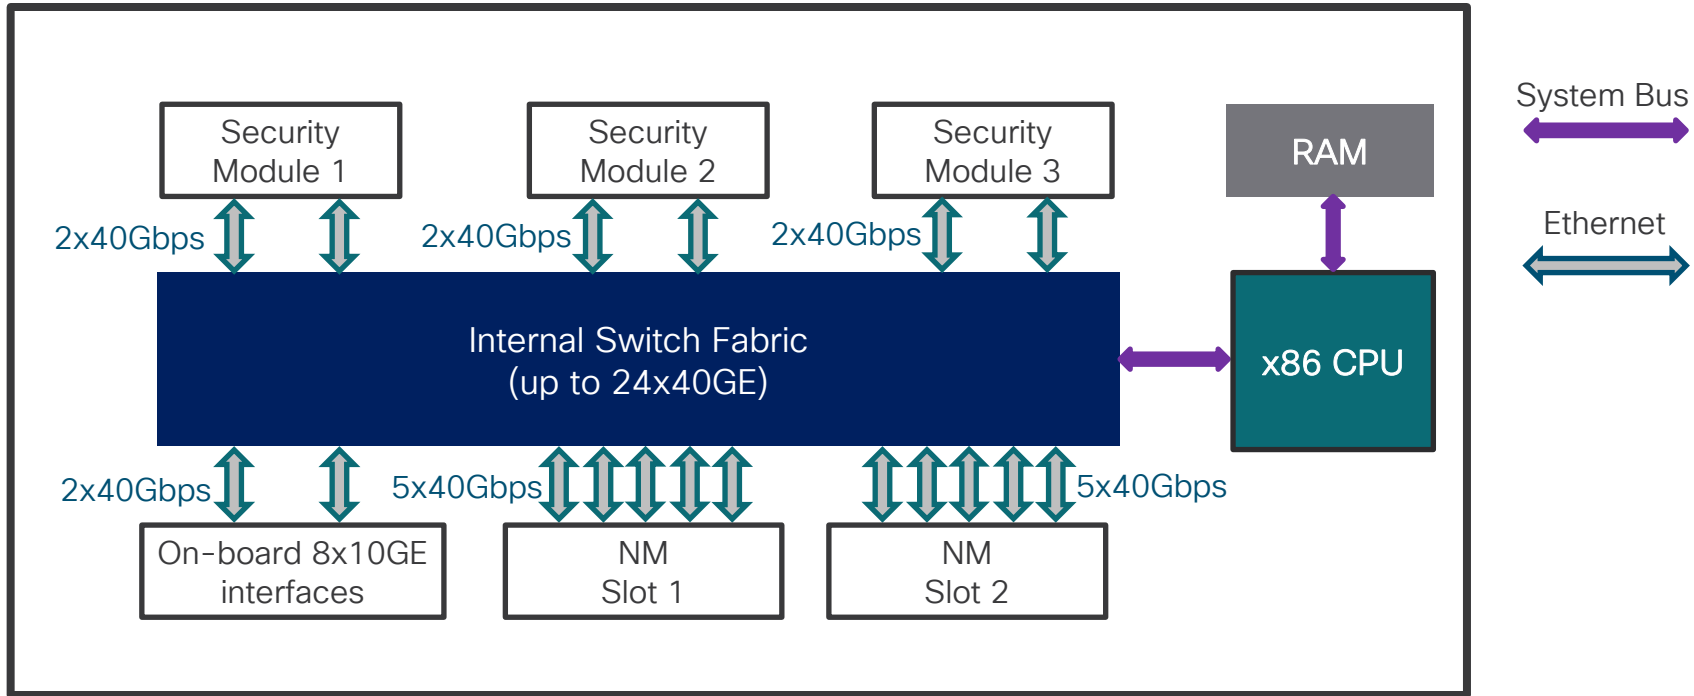 System Bus
Security
Module 1
Security
Module 2
Security
Module 3
RAM
Ethernet
2x40Gbps
2x40Gbps
2x40Gbps
Internal Switch Fabric
(up to 24x40GE)
x86 CPU
2x40Gbps
5x40Gbps
5x40Gbps
On-board 8x10GE
interfaces
NM
Slot 1
NM
Slot 2